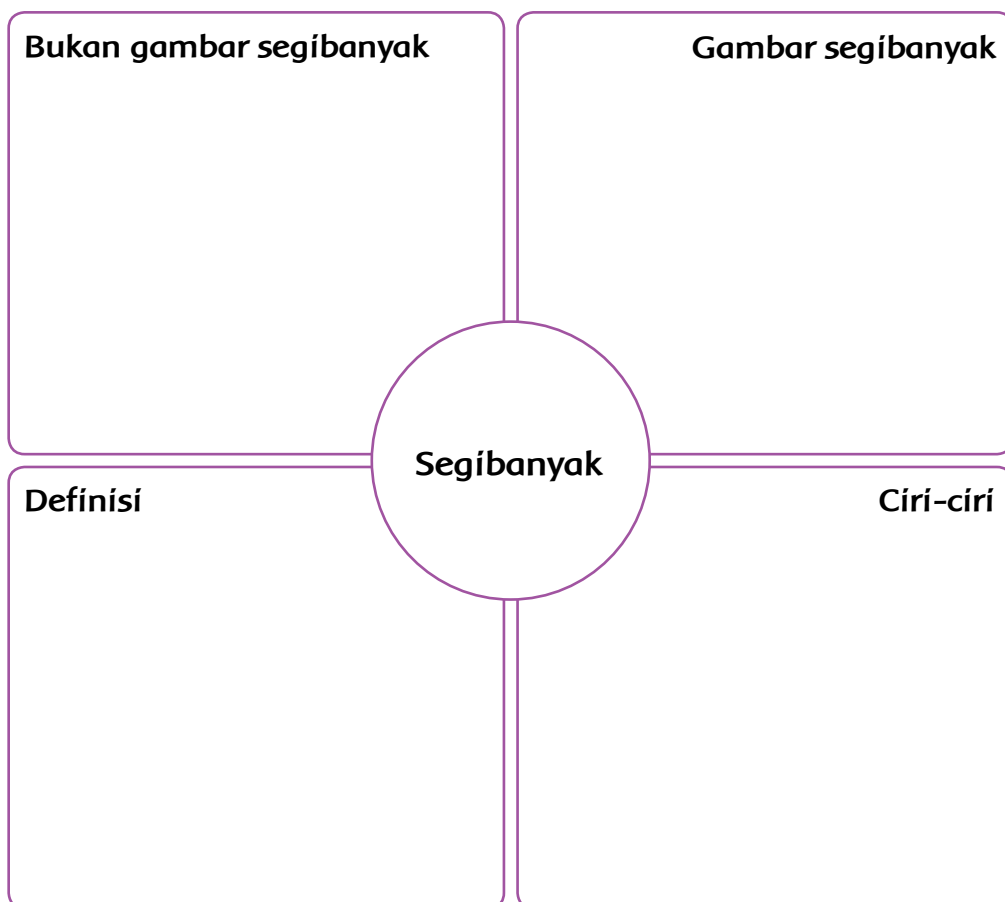 Bukan gambar segibanyak
Gambar segibanyak
Segibanyak
Definisi
Ciri-ciri